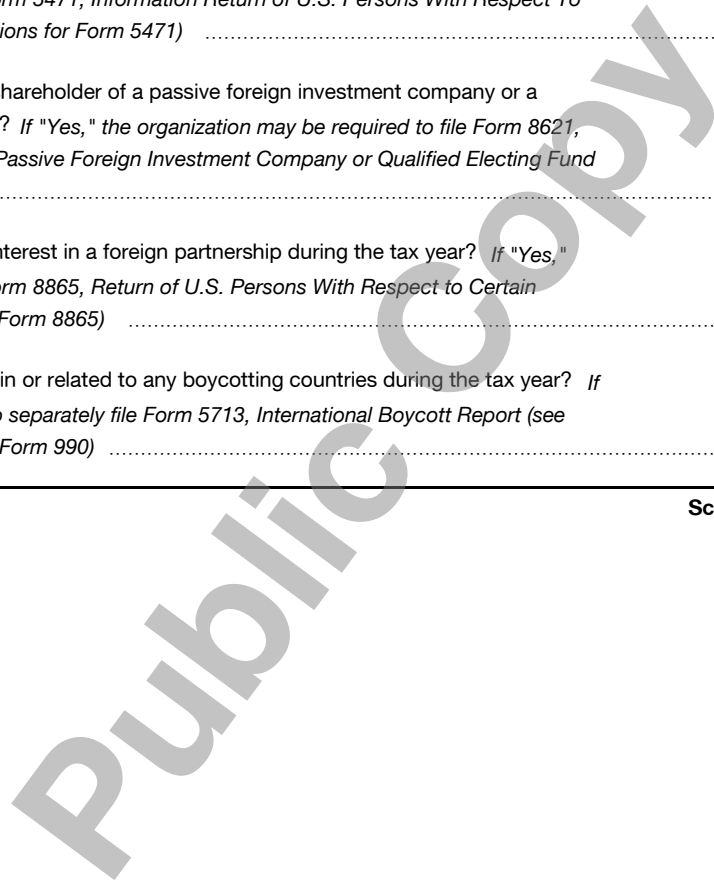 orm 5471, Information Return of U.S. Persons With Respect To
ions for Form 5471)
hareholder of a passive foreign investment company or a
? If "Yes," the organization may be required to file Form 8621,
Passive Foreign Investment Company or Qualified Electing Fund
nterest in a foreign partnership during the tax year? If "Yes,"
orm 8865, Return of U.S. Persons With Respect to Certain
Form 8865)
in or related to any boycotting countries during the tax year? If
o separately file Form 5713, International Boycott Report (see
Form 990)
Sc
Public Copy